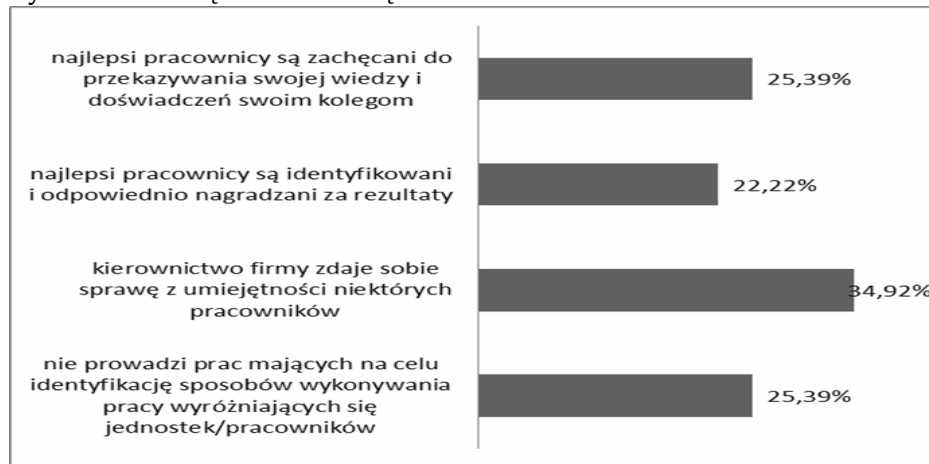 najlepsi pracownicy są zachęcani do
przekazywania swojej wiedzy i
doświadczeń swoim kolegom
25,39%
najlepsi pracownicy są identyfikowani
i odpowiednio nagradzani za rezultaty
22,22%
kierownictwo firmy zdaje sobie
sprawę z umiejętności niektórych
pracowników
34,92%
nie prowadzi prac mających na celu
identyfikację sposobów wykonywania
pracy wyróżniających się
jednostek/pracowników
25,39%